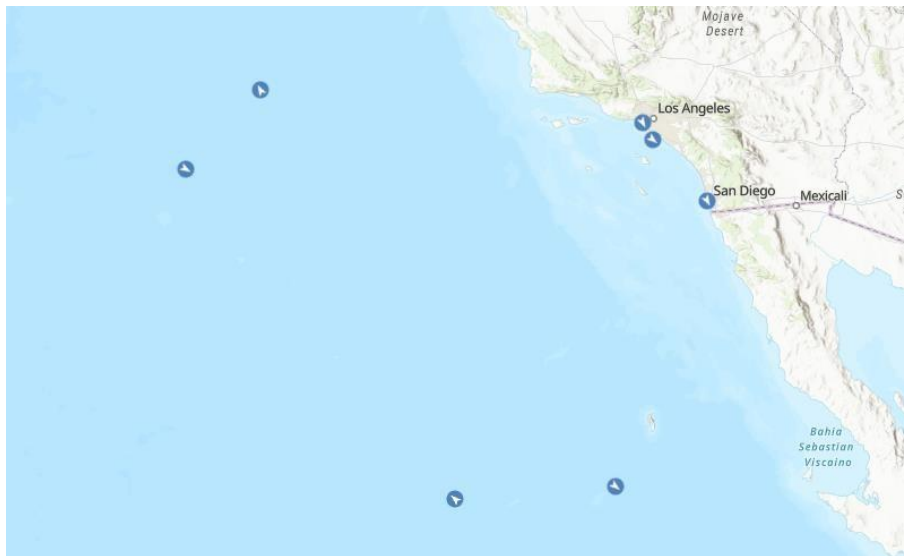 Mojave
Desert
Los Angeles
San Diego
Mexicali
S
Bahia
Sebastian
Viscaino